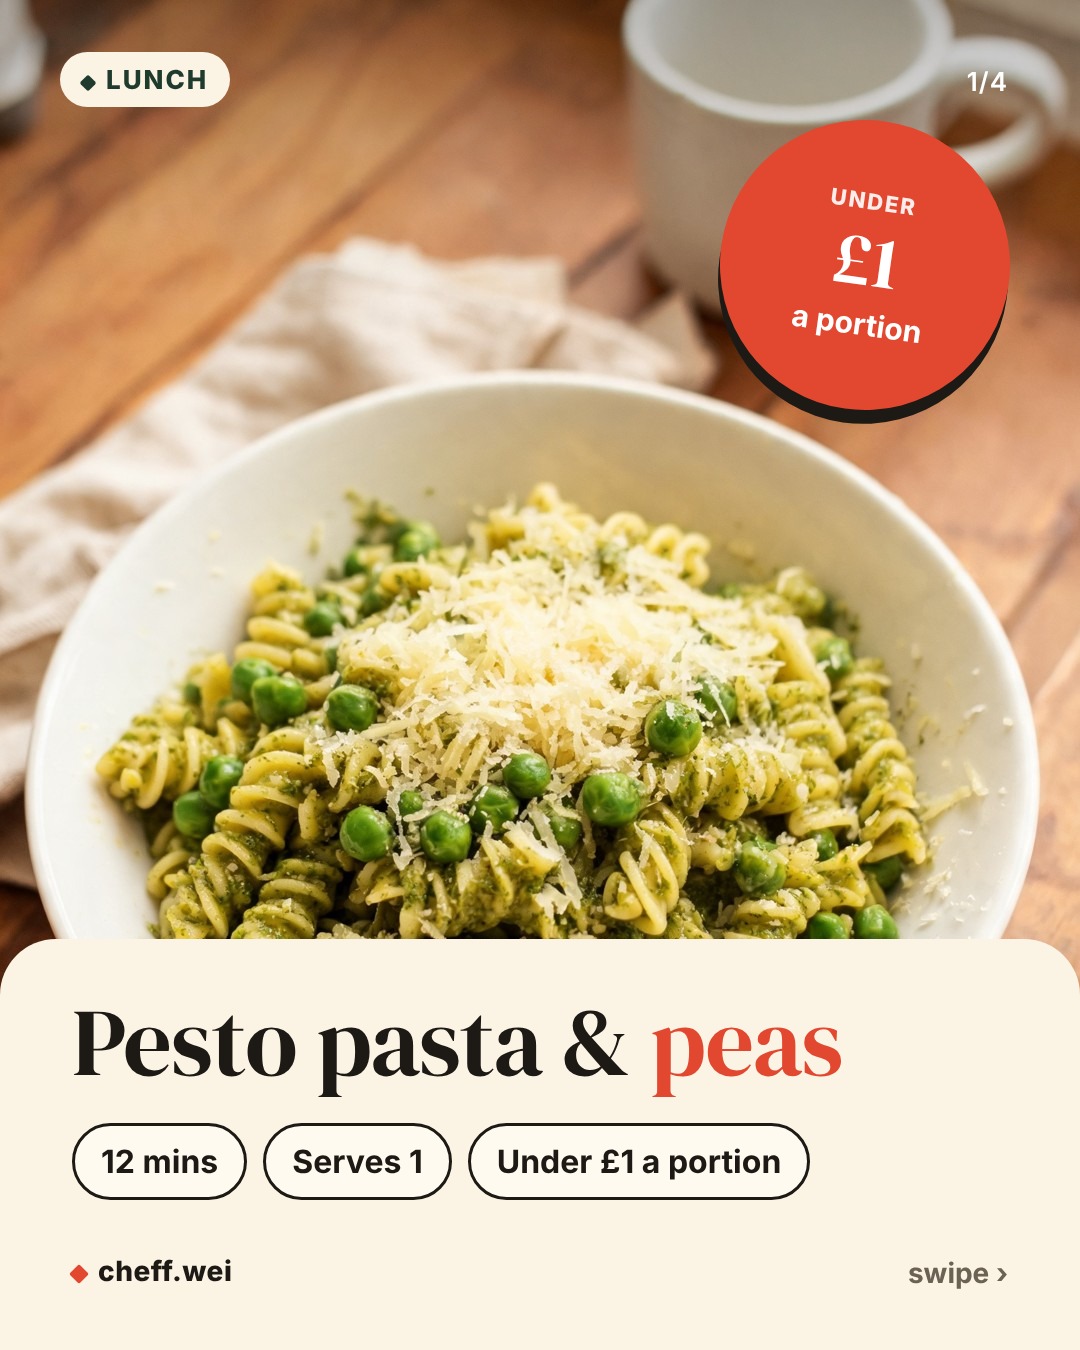 LUNCH
1/4
UNDER
£1
a portion
Pesto pasta & peas
12 mins
Serves 1
Under £1 a portion
cheff.wei
swipe ›